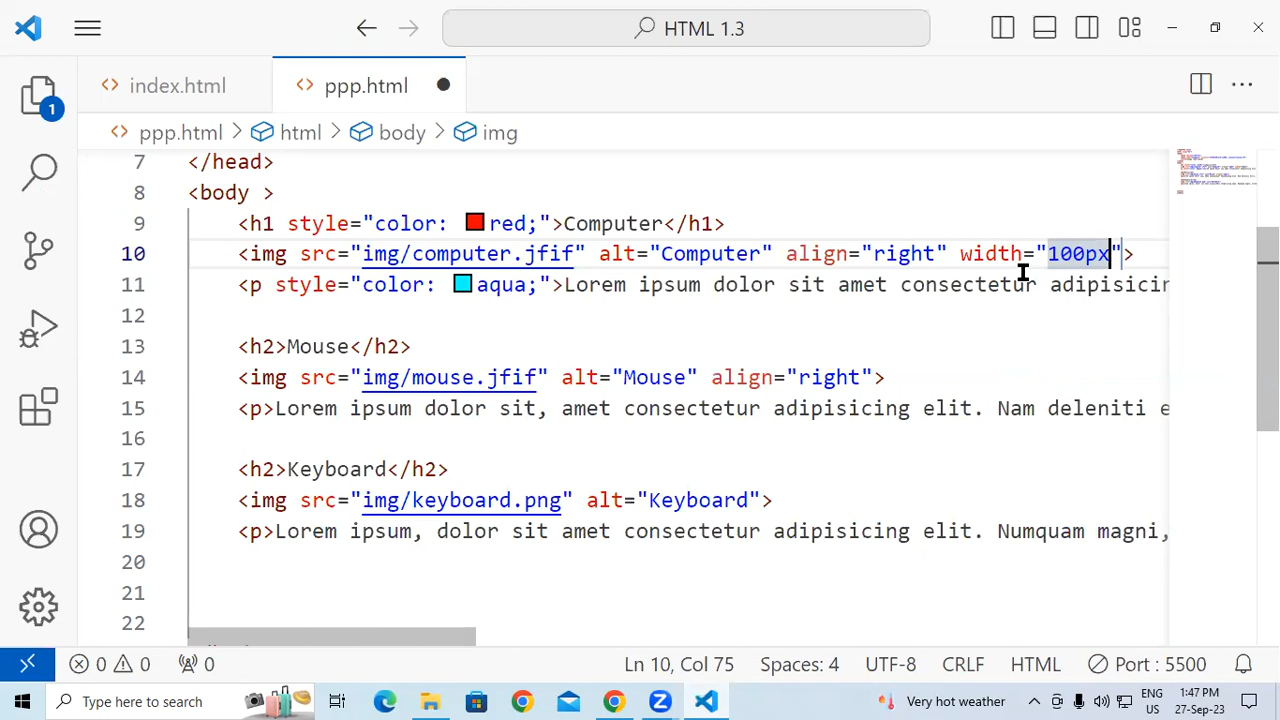 HTML 1.3
index.html
ppp.html
ppp.html > html > body > img
7 </head>
8 <body >
9 <h1 style="color: red;">Computer</h1>
10 <img src="img/computer.jfif" alt="Computer" align="right" width="100px">
11 <p style="color: aqua;">Lorem ipsum dolor sit amet consectetur adipisicin
12
13 <h2>Mouse</h2>
14 <img src="img/mouse.jfif" alt="Mouse" align="right">
15 <p>Lorem ipsum dolor sit, amet consectetur adipisicing elit. Nam deleniti e
16
17 <h2>Keyboard</h2>
18 <img src="img/keyboard.png" alt="Keyboard">
19 <p>Lorem ipsum, dolor sit amet consectetur adipisicing elit. Numquam magni,
20
21
22
1
0 0 0 Ln 10, Col 75 Spaces: 4 UTF-8 CRLF HTML Port : 5500
Type here to search Very hot weather ENG US 1:47 PM 27-Sep-23